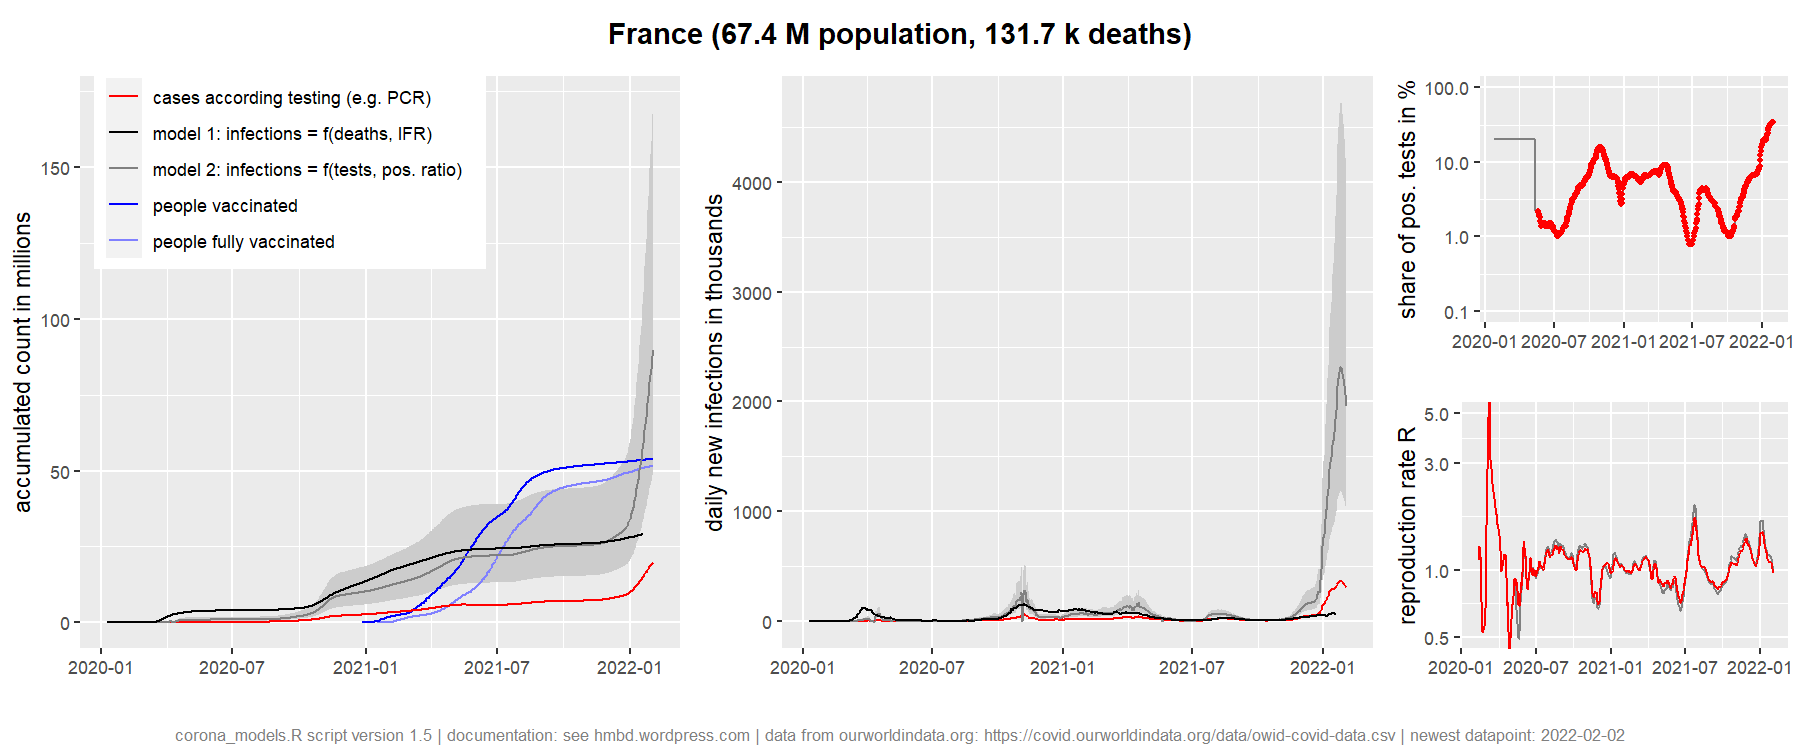 France (67.4 M population, 131.7 k deaths)
accumulated count in millions
150
100
50
0
cases according testing (e.g. PCR)
model 1: infections = f(deaths, IFR)
model 2: infections = f(tests, pos. ratio)
people vaccinated
people fully vaccinated
2020-01 2020-07 2021-01 2021-07 2022-01
daily new infections in thousands
4000
3000
2000
1000
0
2020-01 2020-07 2021-01 2021-07 2022-01
share of pos. tests in %
100.0
10.0
1.0
0.1
2020-01 2020-07 2021-01 2021-07 2022-01
reproduction rate R
5.0
3.0
1.0
0.5
2020-01 2020-07 2021-01 2021-07 2022-01
corona_models.R script version 1.5 | documentation: see hmbd.wordpress.com | data from ourworldindata.org: https://covid.ourworldindata.org/data/owid-covid-data.csv | newest datapoint: 2022-02-02